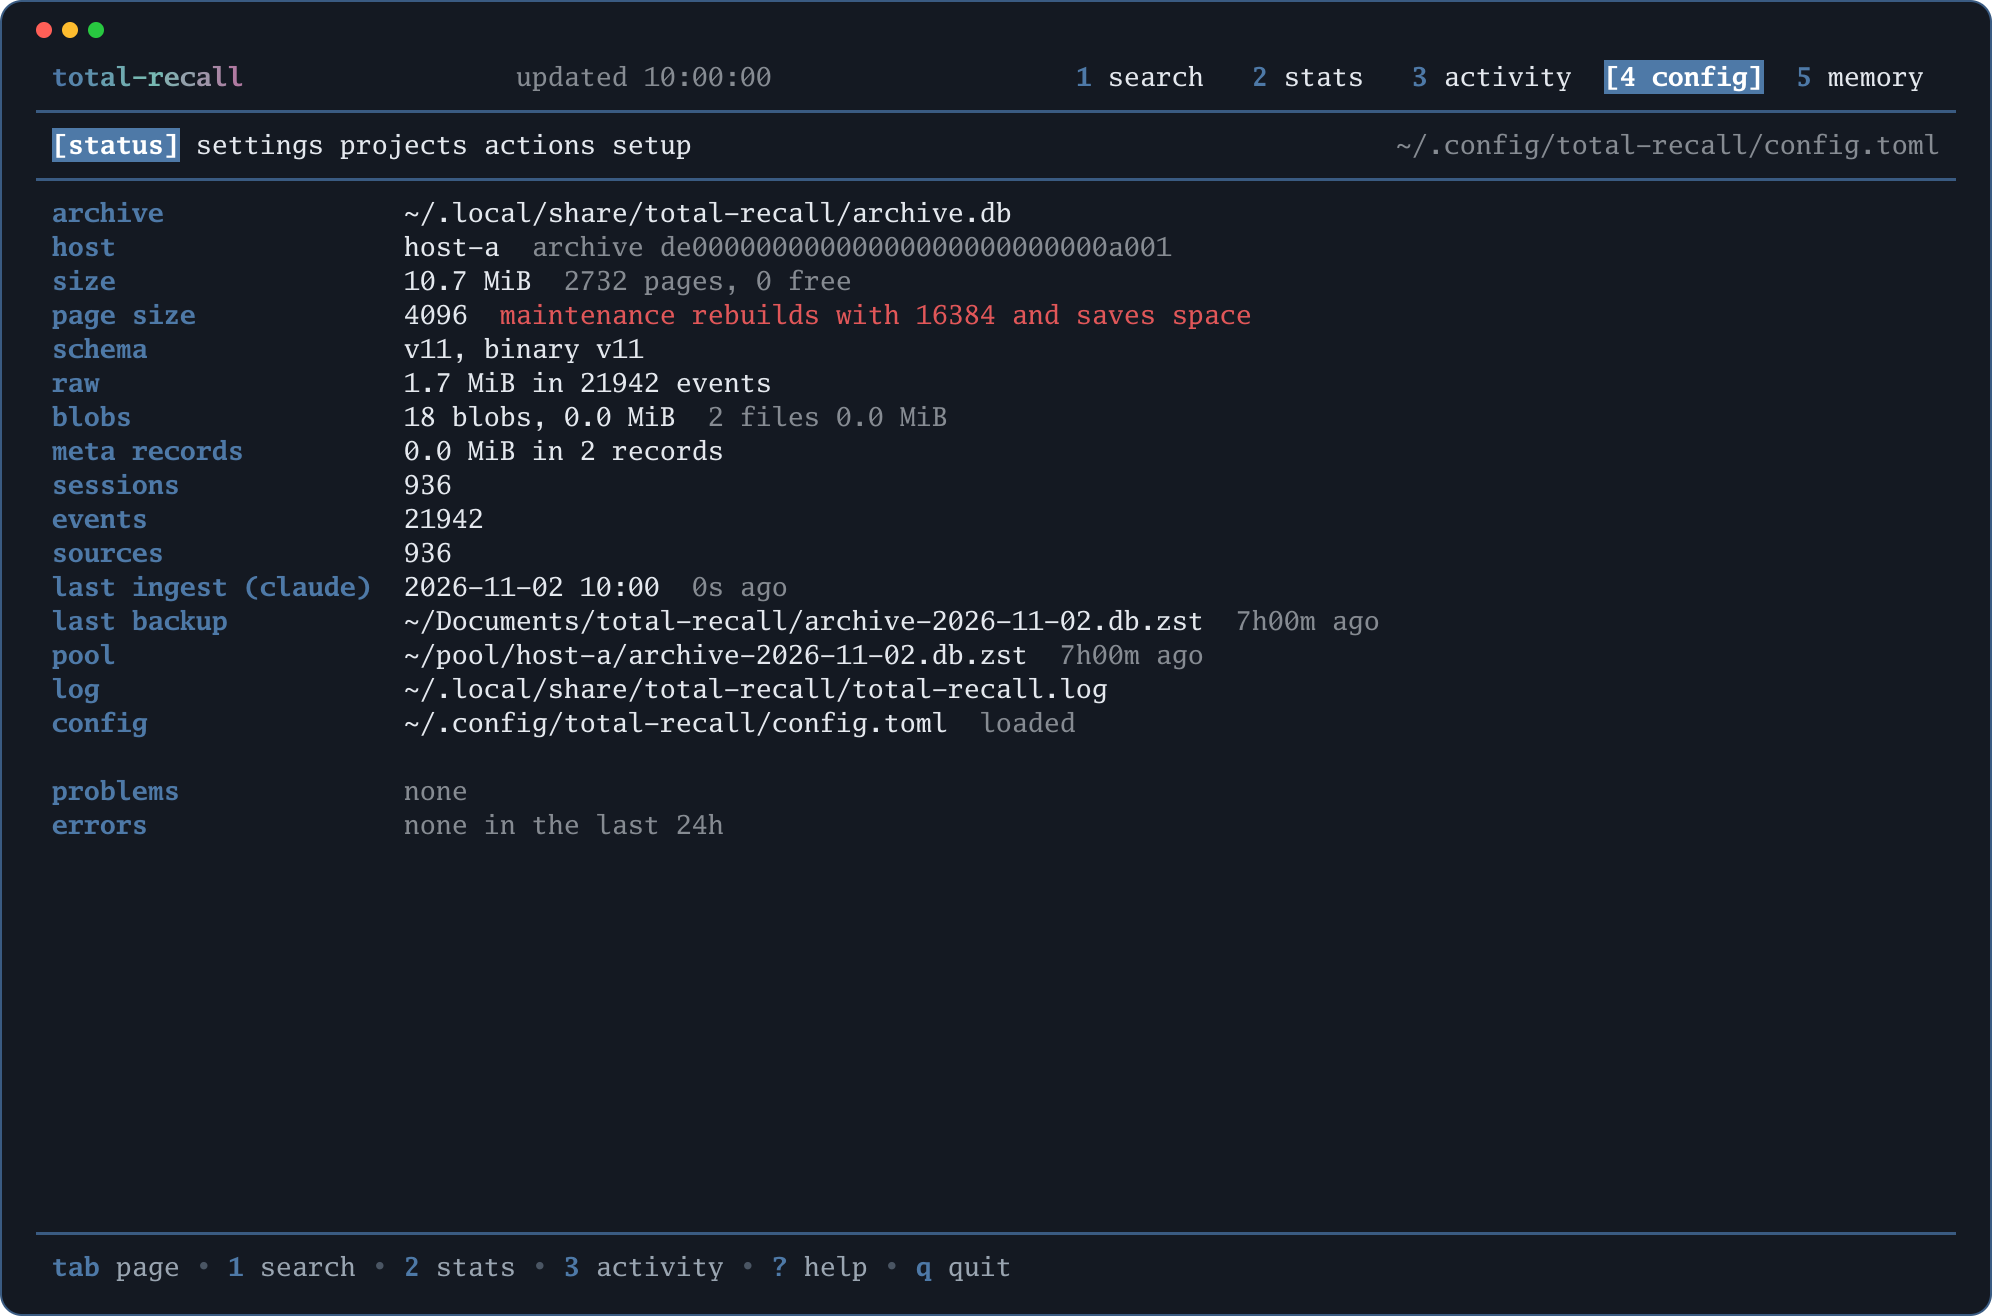 total-recall updated 10:00:00 1 search 2 stats 3 activity [4 config] 5 memory
[status] settings projects actions setup ~/.config/total-recall/config.toml
archive ~/.local/share/total-recall/archive.db
host host-a archive de00000000000000000000000000a001
size 10.7 MiB 2732 pages, 0 free
page size 4096 maintenance rebuilds with 16384 and saves space
schema v11, binary v11
raw 1.7 MiB in 21942 events
blobs 18 blobs, 0.0 MiB 2 files 0.0 MiB
meta records 0.0 MiB in 2 records
sessions 936
events 21942
sources 936
last ingest (claude) 2026-11-02 10:00 0s ago
last backup ~/Documents/total-recall/archive-2026-11-02.db.zst 7h00m ago
pool ~/pool/host-a/archive-2026-11-02.db.zst 7h00m ago
log ~/.local/share/total-recall/total-recall.log
config ~/.config/total-recall/config.toml loaded
problems none
errors none in the last 24h
tab page • 1 search • 2 stats • 3 activity • ? help • q quit